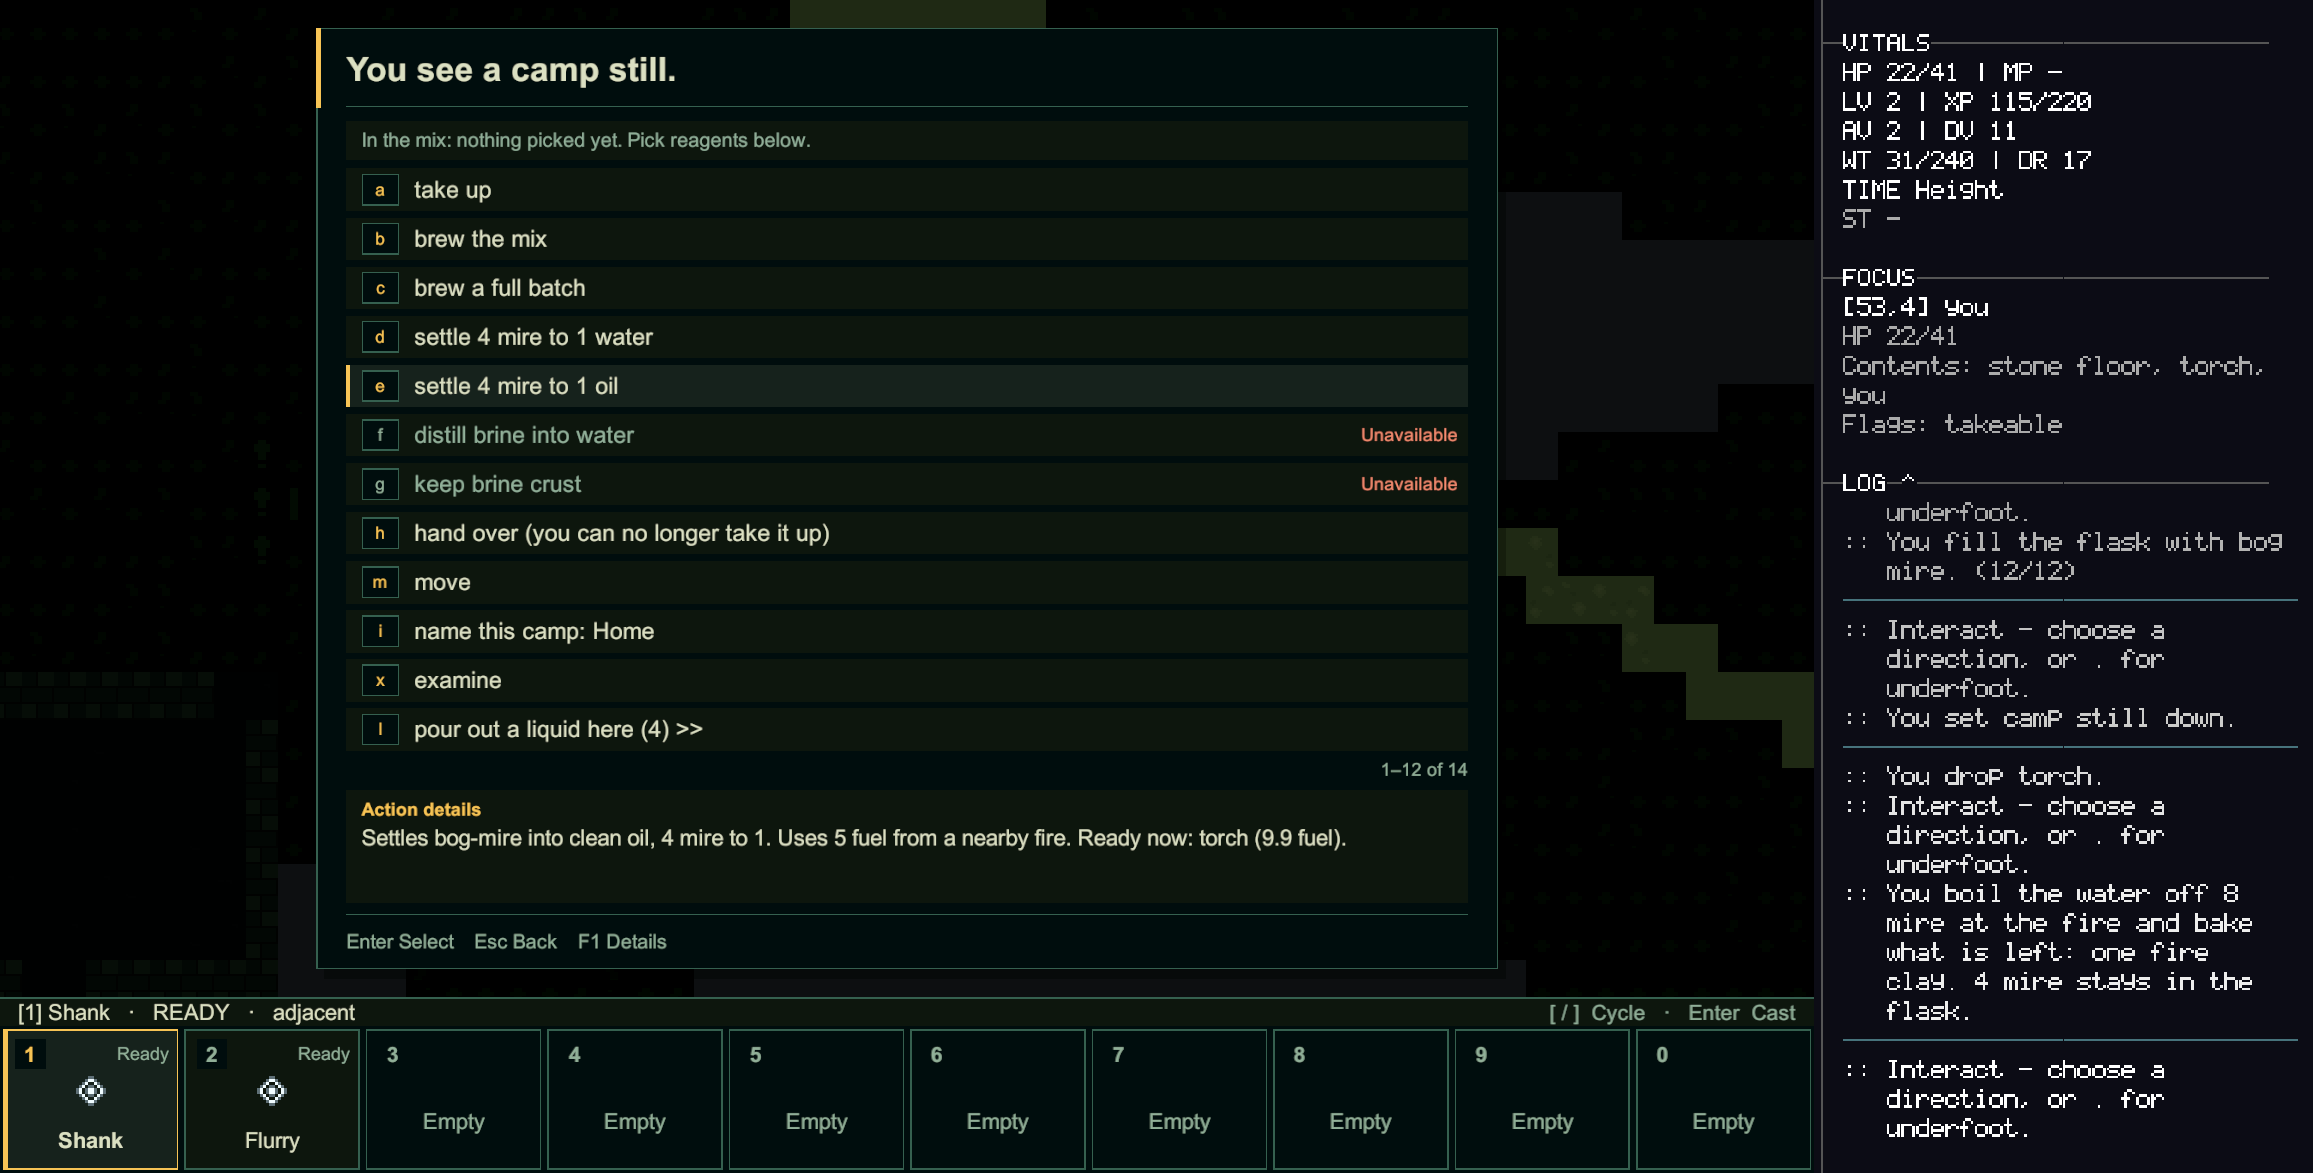 You see a camp still.
In the mix: nothing picked yet. Pick reagents below.
a take up
b brew the mix
c brew a full batch
d settle 4 mire to 1 water
e settle 4 mire to 1 oil
f distill brine into water Unavailable
g keep brine crust Unavailable
h hand over (you can no longer take it up)
m move
i name this camp: Home
x examine
l pour out a liquid here (4) >>
1–12 of 14
Action details
Settles bog-mire into clean oil, 4 mire to 1. Uses 5 fuel from a nearby fire. Ready now: torch (9.9 fuel).
Enter Select Esc Back F1 Details
[1] Shank · READY · adjacent
[ / ] Cycle · Enter Cast
1 Ready
Shank
2 Ready
Flurry
3
Empty
4
Empty
5
Empty
6
Empty
7
Empty
8
Empty
9
Empty
0
Empty
VITALS
HP 22/41 | MP -
LV 2 | XP 115/220
AV 2 | DV 11
WT 31/240 | DR 17
TIME Height
ST -
FOCUS
[53,4] you
HP 22/41
Contents: stone floor, torch,
you
Flags: takeable
LOG ^
underfoot.
:: You fill the flask with bog
mire. (12/12)
:: Interact - choose a
direction, or . for
underfoot.
:: You set camp still down.
:: You drop torch.
:: Interact - choose a
direction, or . for
underfoot.
:: You boil the water off 8
mire at the fire and bake
what is left: one fire
clay. 4 mire stays in the
flask.
:: Interact - choose a
direction, or . for
underfoot.